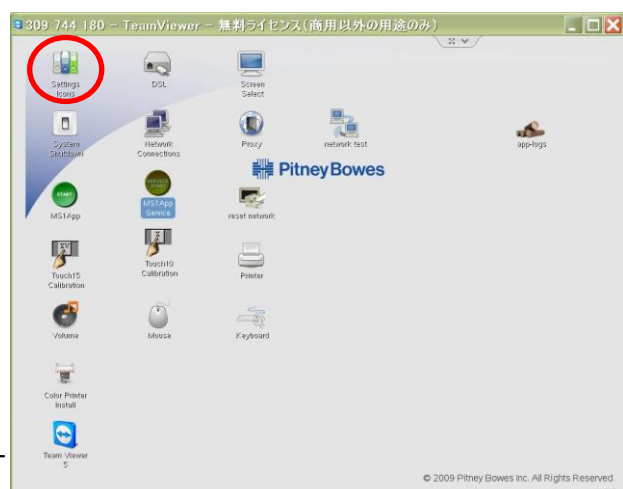 309 744 180 - TeamViewer - 無料ライセンス(商用以外の用途のみ)
Settings
Icons
DSL
Screen
Select
System
Shutdown
Network
Connections
Proxy
network test
app-logs
Pitney Bowes
START
MS1App
SERVICE
START
MS1App
Service
reset network
XV
Touch15
Calibration
X
Touch10
Calibration
Printer
Volume
Mouse
Keyboard
Color Printer
Install
Team Viewer
5
© 2009 Pitney Bowes Inc. All Rights Reserved